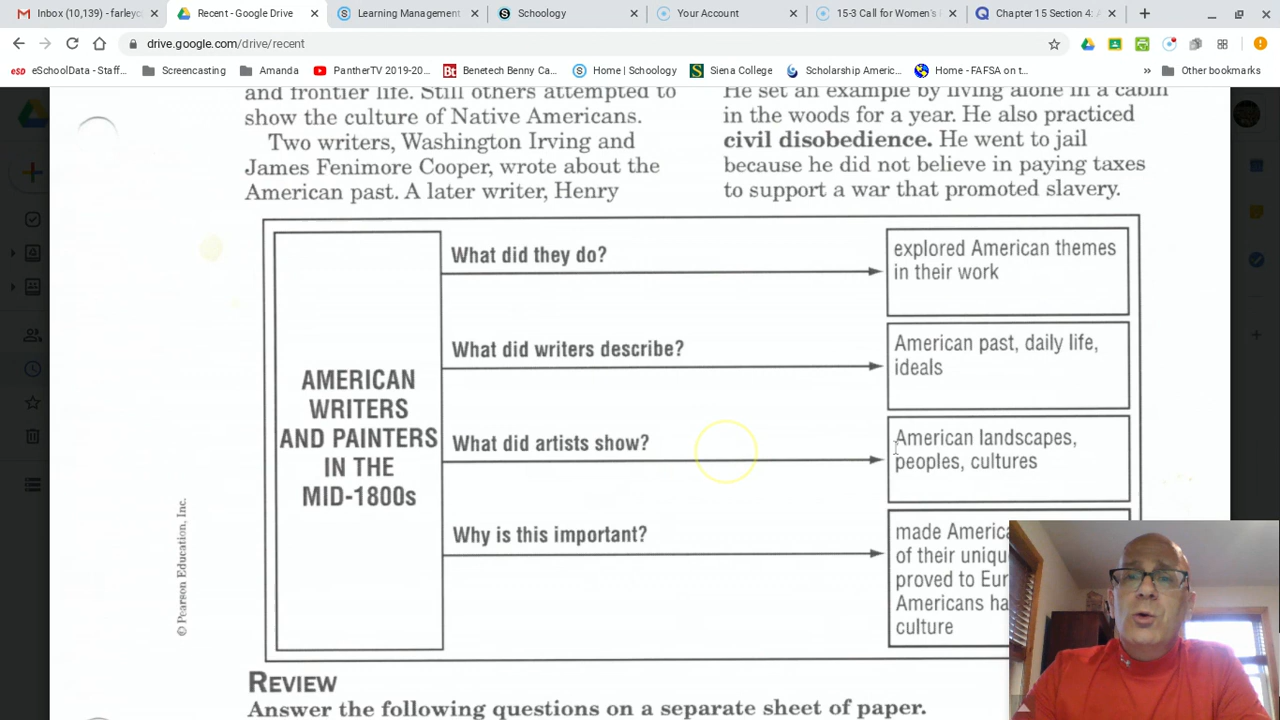 Inbox (10,139) - farleyc
Recent - Google Drive
Learning Management
Schoology
Your Account
15-3 Call for Women's
Chapter 15 Section 4:
drive.google.com/drive/recent
esd eSchoolData - Staff...
Screencasting
Amanda
PantherTV 2019-20...
Bt Benetech Benny Ca...
Home | Schoology
Siena College
Scholarship Americ...
Home - FAFSA on t...
» Other bookmarks
and frontier life. Still others attempted to
show the culture of Native Americans.
Two writers, Washington Irving and
James Fenimore Cooper, wrote about the
American past. A later writer, Henry
He set an example by living alone in a cabin
in the woods for a year. He also practiced
civil disobedience. He went to jail
because he did not believe in paying taxes
to support a war that promoted slavery.
AMERICAN
WRITERS
AND PAINTERS
IN THE
MID-1800s
What did they do?
explored American themes
in their work
What did writers describe?
American past, daily life,
ideals
What did artists show?
American landscapes,
peoples, cultures
Why is this important?
made America
of their uniqu
proved to Eur
Americans ha
culture
© Pearson Education, Inc.
REVIEW
Answer the following questions on a separate sheet of paper.